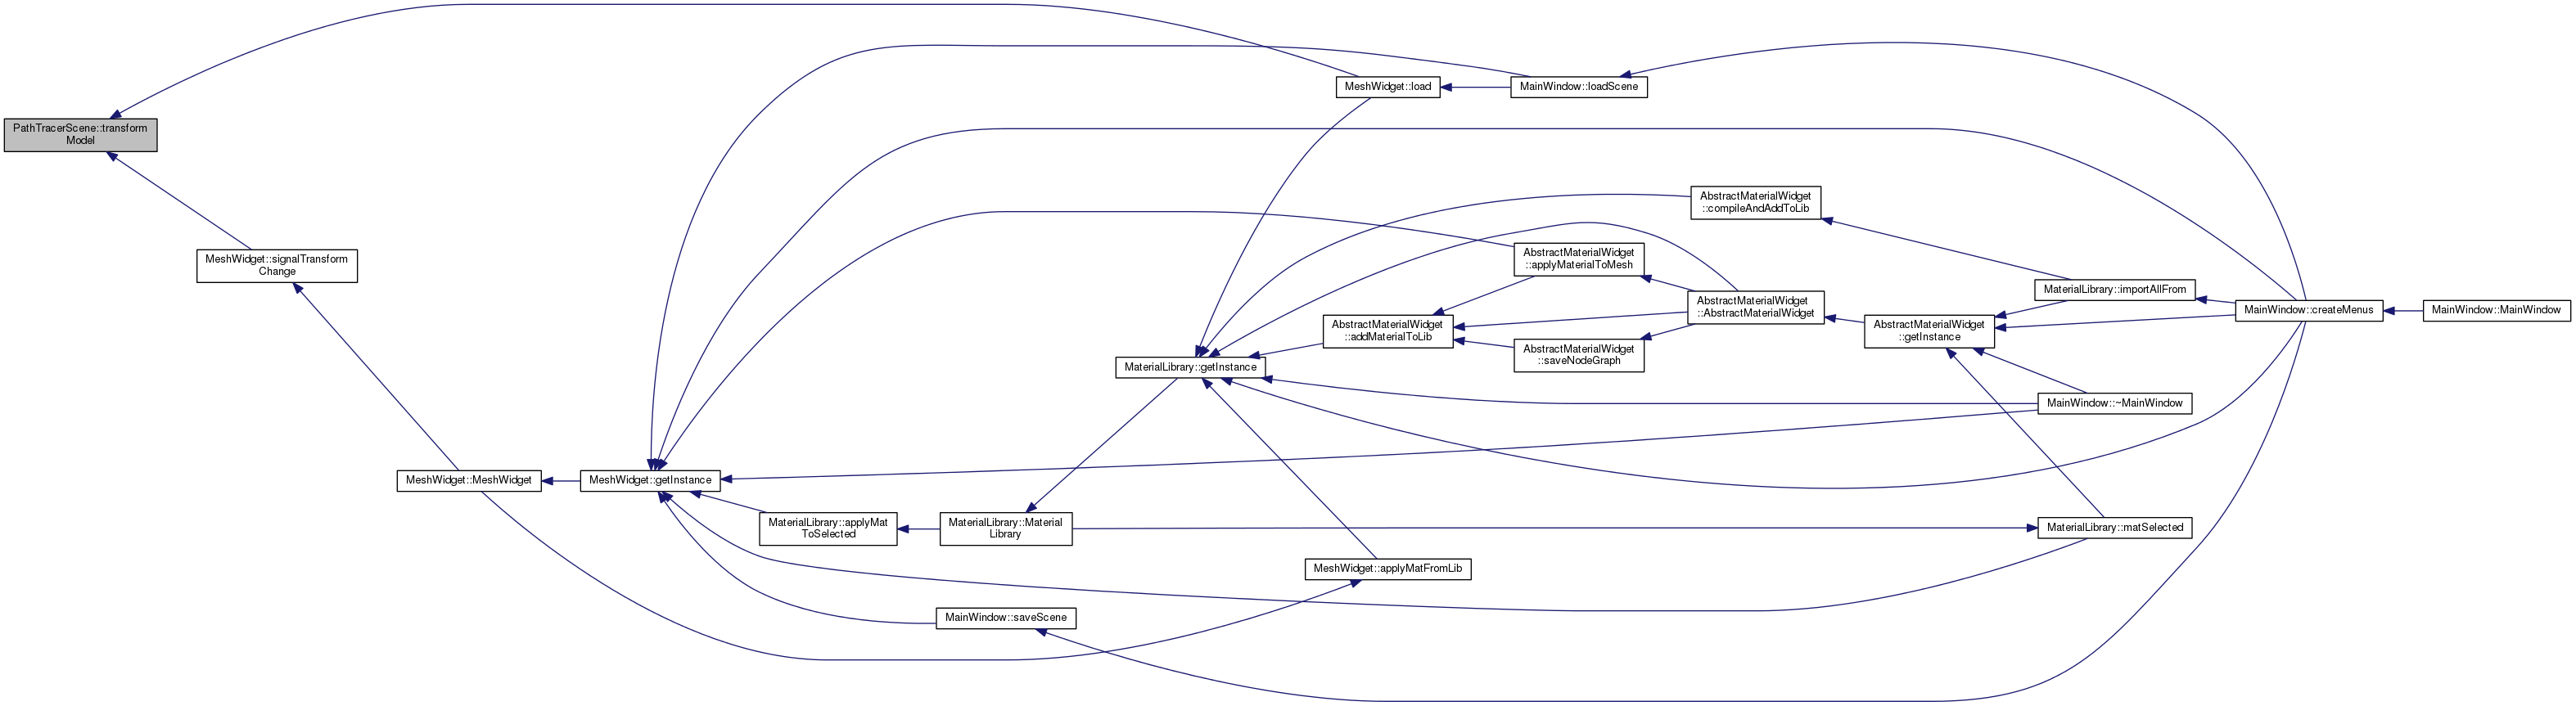 PathTracerScene::transform
Model
MeshWidget::signalTransform
Change
MeshWidget::MeshWidget
MeshWidget::getInstance
MaterialLibrary::applyMat
ToSelected
MaterialLibrary::Material
Library
MainWindow::saveScene
MaterialLibrary::getInstance
MeshWidget::load
AbstractMaterialWidget
::addMaterialToLib
MeshWidget::applyMatFromLib
MainWindow::loadScene
AbstractMaterialWidget
::applyMaterialToMesh
AbstractMaterialWidget
::saveNodeGraph
AbstractMaterialWidget
::compileAndAddToLib
AbstractMaterialWidget
::AbstractMaterialWidget
AbstractMaterialWidget
::getInstance
MaterialLibrary::importAllFrom
MainWindow::~MainWindow
MaterialLibrary::matSelected
MainWindow::createMenus
MainWindow::MainWindow